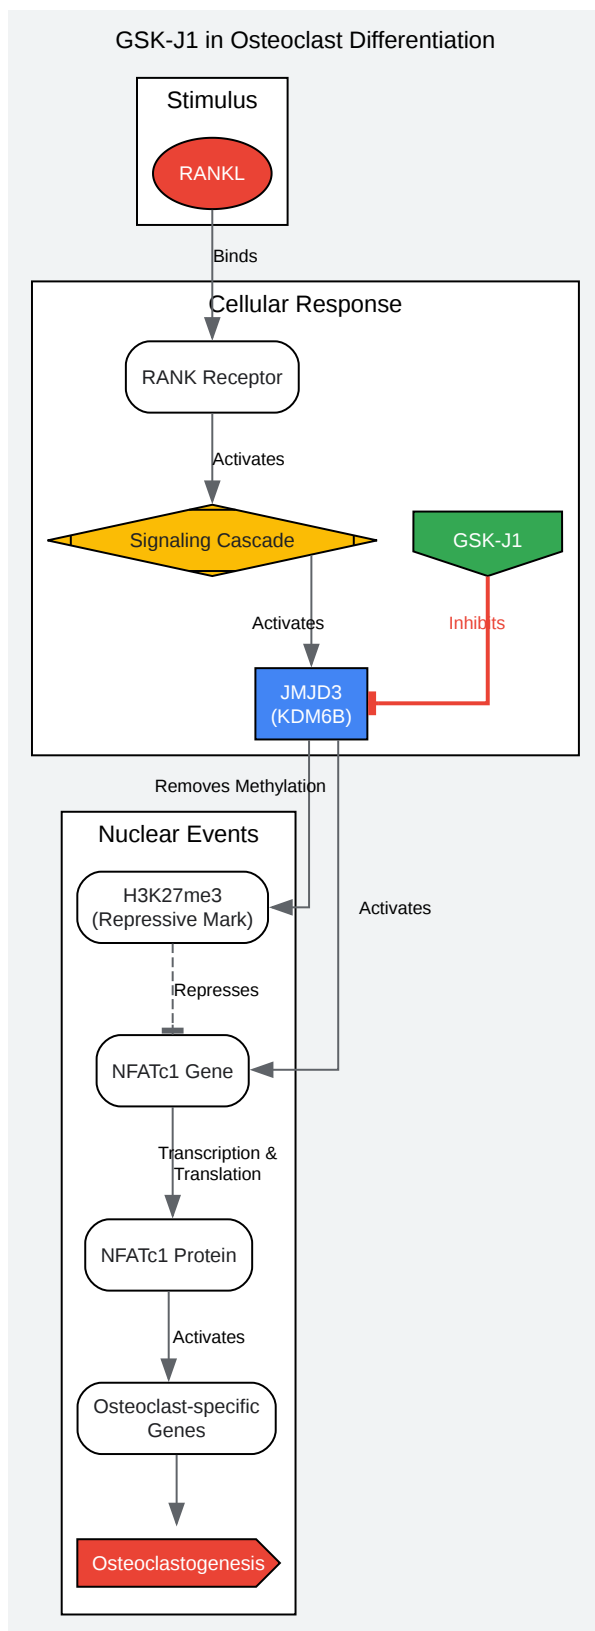 GSK-J1 in Osteoclast Differentiation
Stimulus
RANKL
Binds
Cellular Response
RANK Receptor
Activates
Signaling Cascade
GSK-J1
Activates
Inhibits
JMJD3
(KDM6B)
Removes Methylation
Nuclear Events
H3K27me3
(Repressive Mark)
Activates
Represses
NFATc1 Gene
Transcription &
Translation
NFATc1 Protein
Activates
Osteoclast-specific
Genes
Osteoclastogenesis